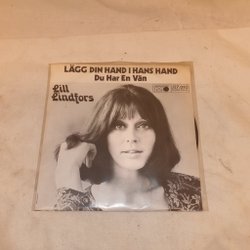 LÄGG DIN HAND I HANS HAND
Du Har En Vän
Lill
Lindfors